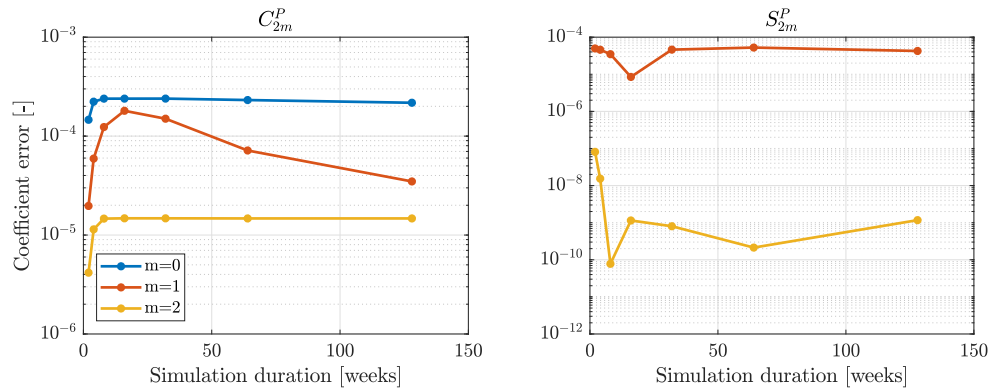 $C_{2m}^{P}$
Coefficient error [-]
10^{-3}
10^{-4}
10^{-5}
10^{-6}
m=0
m=1
m=2
0 50 100 150
Simulation duration [weeks]
$S_{2m}^{P}$
10^{-4}
10^{-6}
10^{-8}
10^{-10}
10^{-12}
0 50 100 150
Simulation duration [weeks]